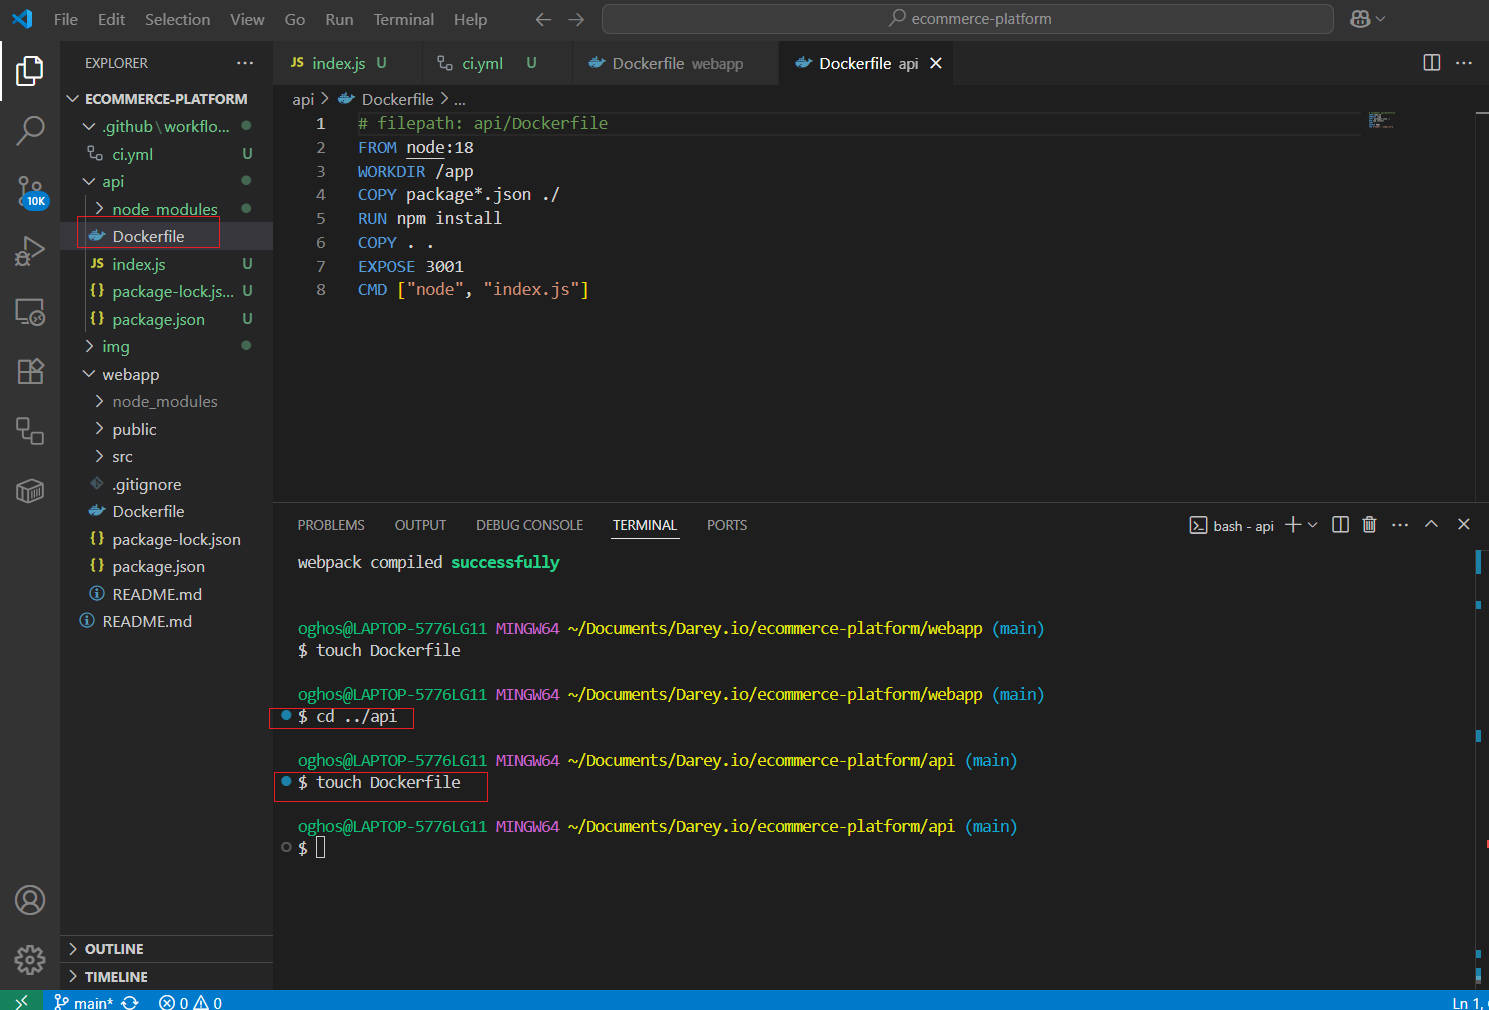 File Edit Selection View Go Run Terminal Help
ecommerce-platform
EXPLORER
JS index.js U
ci.yml U
Dockerfile webapp
Dockerfile api
ECOMMERCE-PLATFORM
.github\workflo...
ci.yml U
api
node_modules
Dockerfile
JS index.js U
{} package-lock.js... U
{} package.json U
img
webapp
node_modules
public
src
.gitignore
Dockerfile
{} package-lock.json
{} package.json
README.md
README.md
OUTLINE
TIMELINE
10K
api > Dockerfile > ...
1 # filepath: api/Dockerfile
2 FROM node:18
3 WORKDIR /app
4 COPY package*.json ./
5 RUN npm install
6 COPY . .
7 EXPOSE 3001
8 CMD ["node", "index.js"]
PROBLEMS OUTPUT DEBUG CONSOLE TERMINAL PORTS
bash - api
webpack compiled successfully
oghos@LAPTOP-5776LG11 MINGW64 ~/Documents/Darey.io/ecommerce-platform/webapp (main)
$ touch Dockerfile
oghos@LAPTOP-5776LG11 MINGW64 ~/Documents/Darey.io/ecommerce-platform/webapp (main)
$ cd ../api
oghos@LAPTOP-5776LG11 MINGW64 ~/Documents/Darey.io/ecommerce-platform/api (main)
$ touch Dockerfile
oghos@LAPTOP-5776LG11 MINGW64 ~/Documents/Darey.io/ecommerce-platform/api (main)
$
main* 0 0
Ln 1,